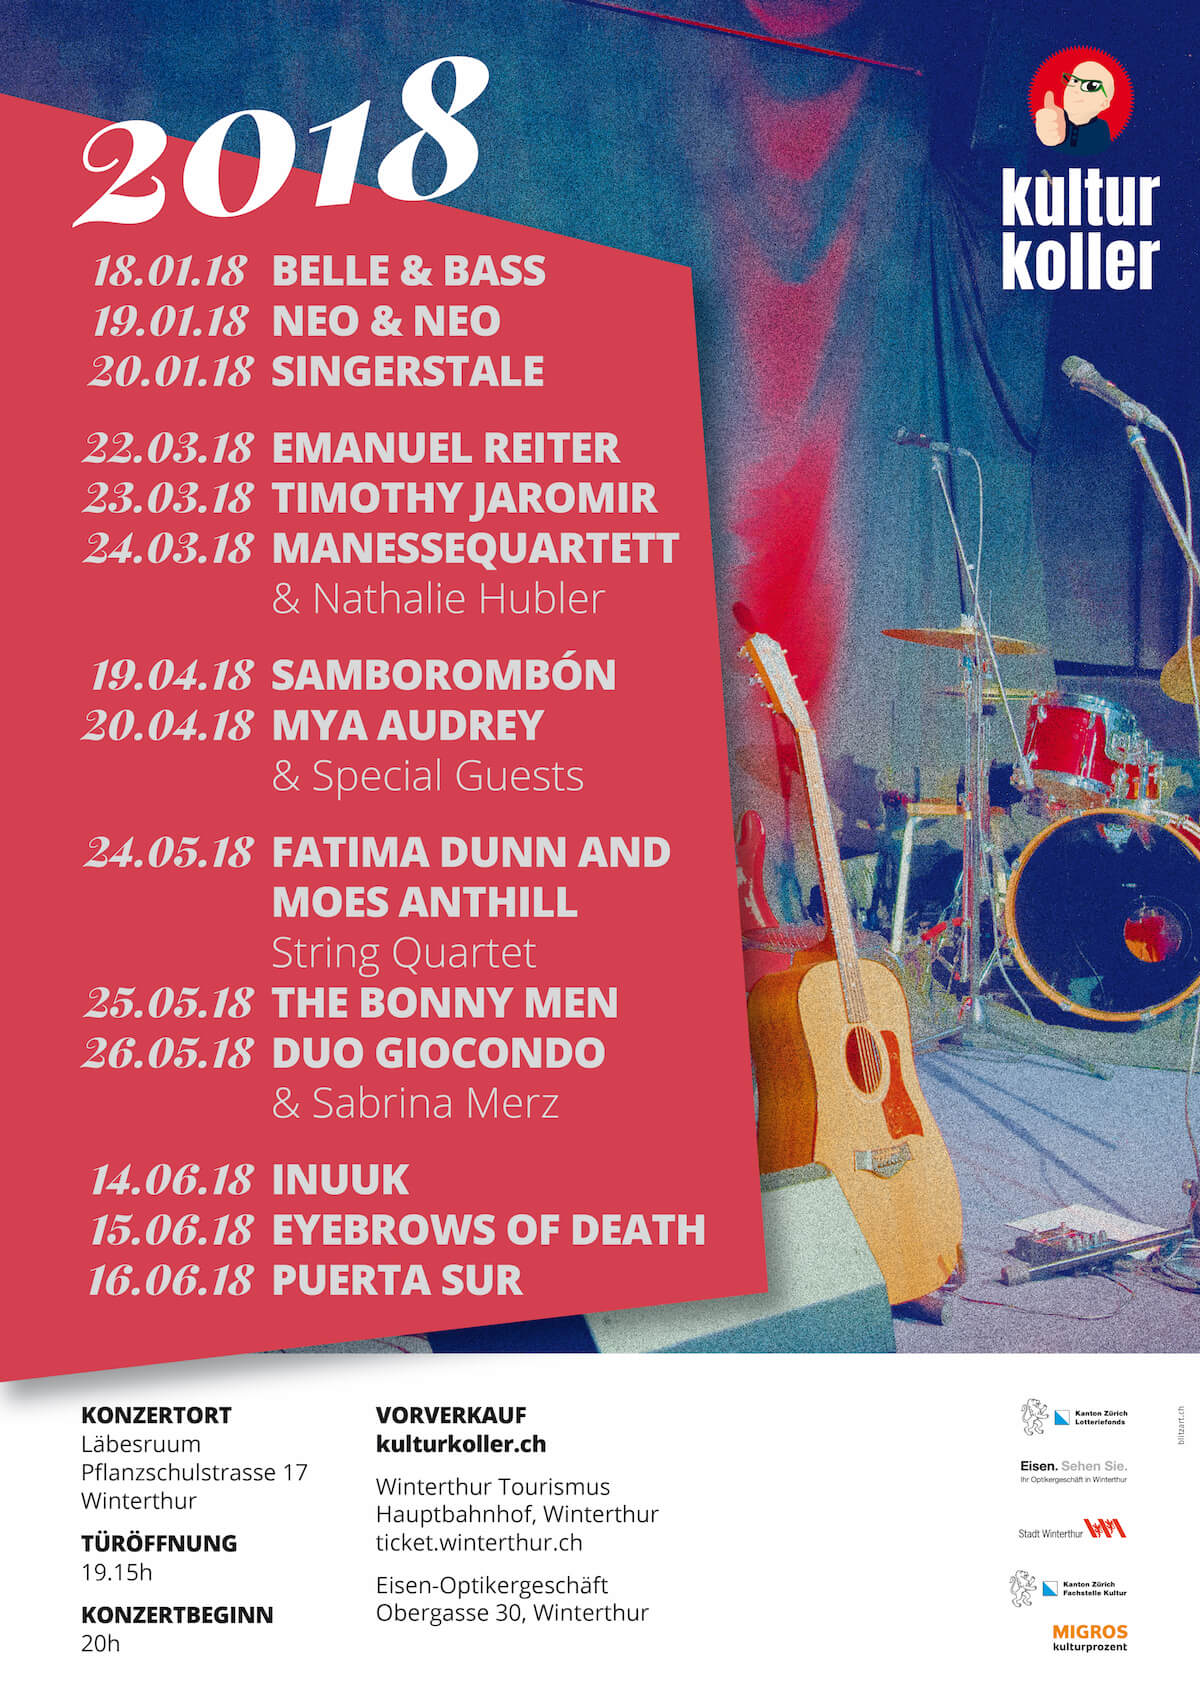 2018
kultur
koller
18.01.18 BELLE & BASS
19.01.18 NEO & NEO
20.01.18 SINGERSTALE
22.03.18 EMANUEL REITER
23.03.18 TIMOTHY JAROMIR
24.03.18 MANESSEQUARTETT
& Nathalie Hubler
19.04.18 SAMBOROMBÓN
20.04.18 MYA AUDREY
& Special Guests
24.05.18 FATIMA DUNN AND
MOES ANTHILL
String Quartet
25.05.18 THE BONNY MEN
26.05.18 DUO GIOCONDO
& Sabrina Merz
14.06.18 INUUK
15.06.18 EYEBROWS OF DEATH
16.06.18 PUERTA SUR
KONZERTORT
Läbesruum
Pflanzschulstrasse 17
Winterthur
TÜRÖFFNUNG
19.15h
KONZERTBEGINN
20h
VORVERKAUF
kulturkoller.ch
Winterthur Tourismus
Hauptbahnhof, Winterthur
ticket.winterthur.ch
Eisen-Optikergeschäft
Obergasse 30, Winterthur
Kanton Zürich
Lotteriefonds
Eisen. Sehen Sie.
Ihr Optikergeschäft in Winterthur
Stadt Winterthur
Kanton Zürich
Fachstelle Kultur
MIGROS
kulturprozent
blitzart.ch